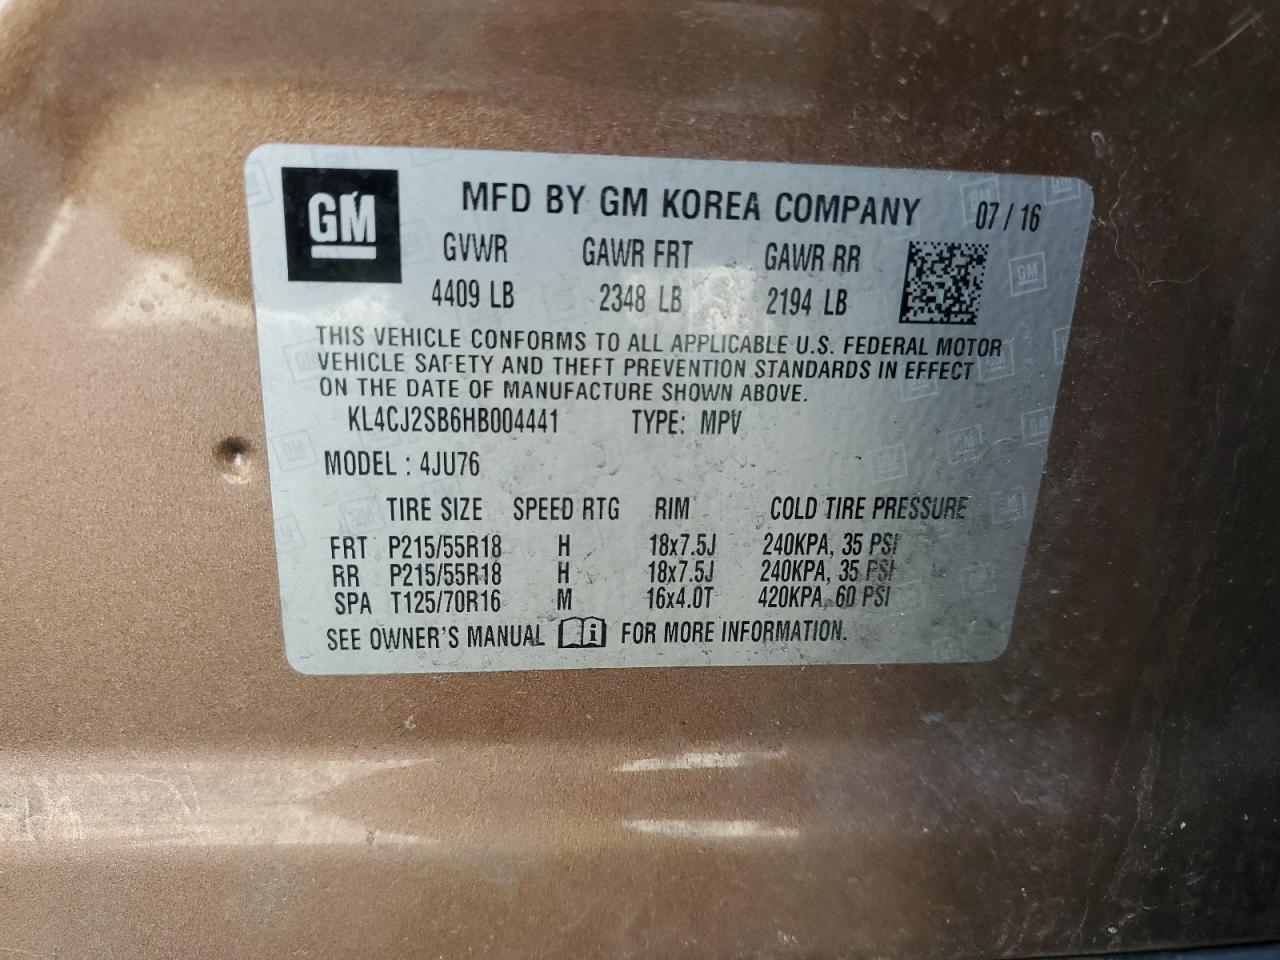 GM
MFD BY GM KOREA COMPANY 07 / 16
GVWR GAWR FRT GAWR RR
4409 LB 2348 LB 2194 LB
THIS VEHICLE CONFORMS TO ALL APPLICABLE U.S. FEDERAL MOTOR
VEHICLE SAFETY AND THEFT PREVENTION STANDARDS IN EFFECT
ON THE DATE OF MANUFACTURE SHOWN ABOVE.
KL4CJ2SB6HB004441 TYPE: MPV
MODEL : 4JU76
TIRE SIZE SPEED RTG RIM COLD TIRE PRESSURE
FRT P215/55R18 H 18x7.5J 240KPA, 35 PSI
RR P215/55R18 H 18x7.5J 240KPA, 35 PSI
SPA T125/70R16 M 16x4.0T 420KPA, 60 PSI
SEE OWNER'S MANUAL i FOR MORE INFORMATION.